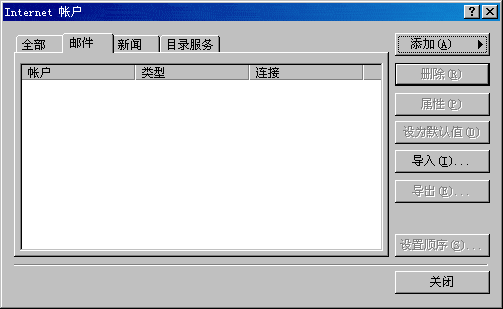 Internet 帐户
全部 邮件 新闻 目录服务
帐户 类型 连接
添加(A)
删除(R)
属性(P)
设为默认值(D)
导入(I)...
导出(E)...
设置顺序(S)...
关闭